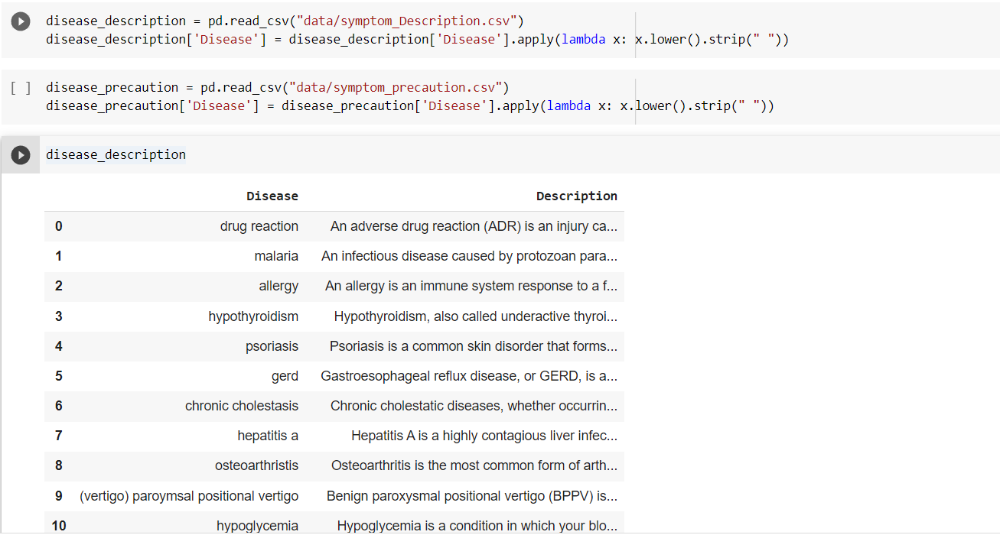 disease_description = pd.read_csv("data/symptom_Description.csv")
disease_description['Disease'] = disease_description['Disease'].apply(lambda x: x.lower().strip(" "))
[ ] disease_precaution = pd.read_csv("data/symptom_precaution.csv")
disease_precaution['Disease'] = disease_precaution['Disease'].apply(lambda x: x.lower().strip(" "))
disease_description
Disease Description
0 drug reaction An adverse drug reaction (ADR) is an injury ca...
1 malaria An infectious disease caused by protozoan para...
2 allergy An allergy is an immune system response to a f...
3 hypothyroidism Hypothyroidism, also called underactive thyroi...
4 psoriasis Psoriasis is a common skin disorder that forms...
5 gerd Gastroesophageal reflux disease, or GERD, is a...
6 chronic cholestasis Chronic cholestatic diseases, whether occurrin...
7 hepatitis a Hepatitis A is a highly contagious liver infec...
8 osteoarthristis Osteoarthritis is the most common form of arth...
9 (vertigo) paroymsal positional vertigo Benign paroxysmal positional vertigo (BPPV) is...
10 hypoglycemia Hypoglycemia is a condition in which your blo...